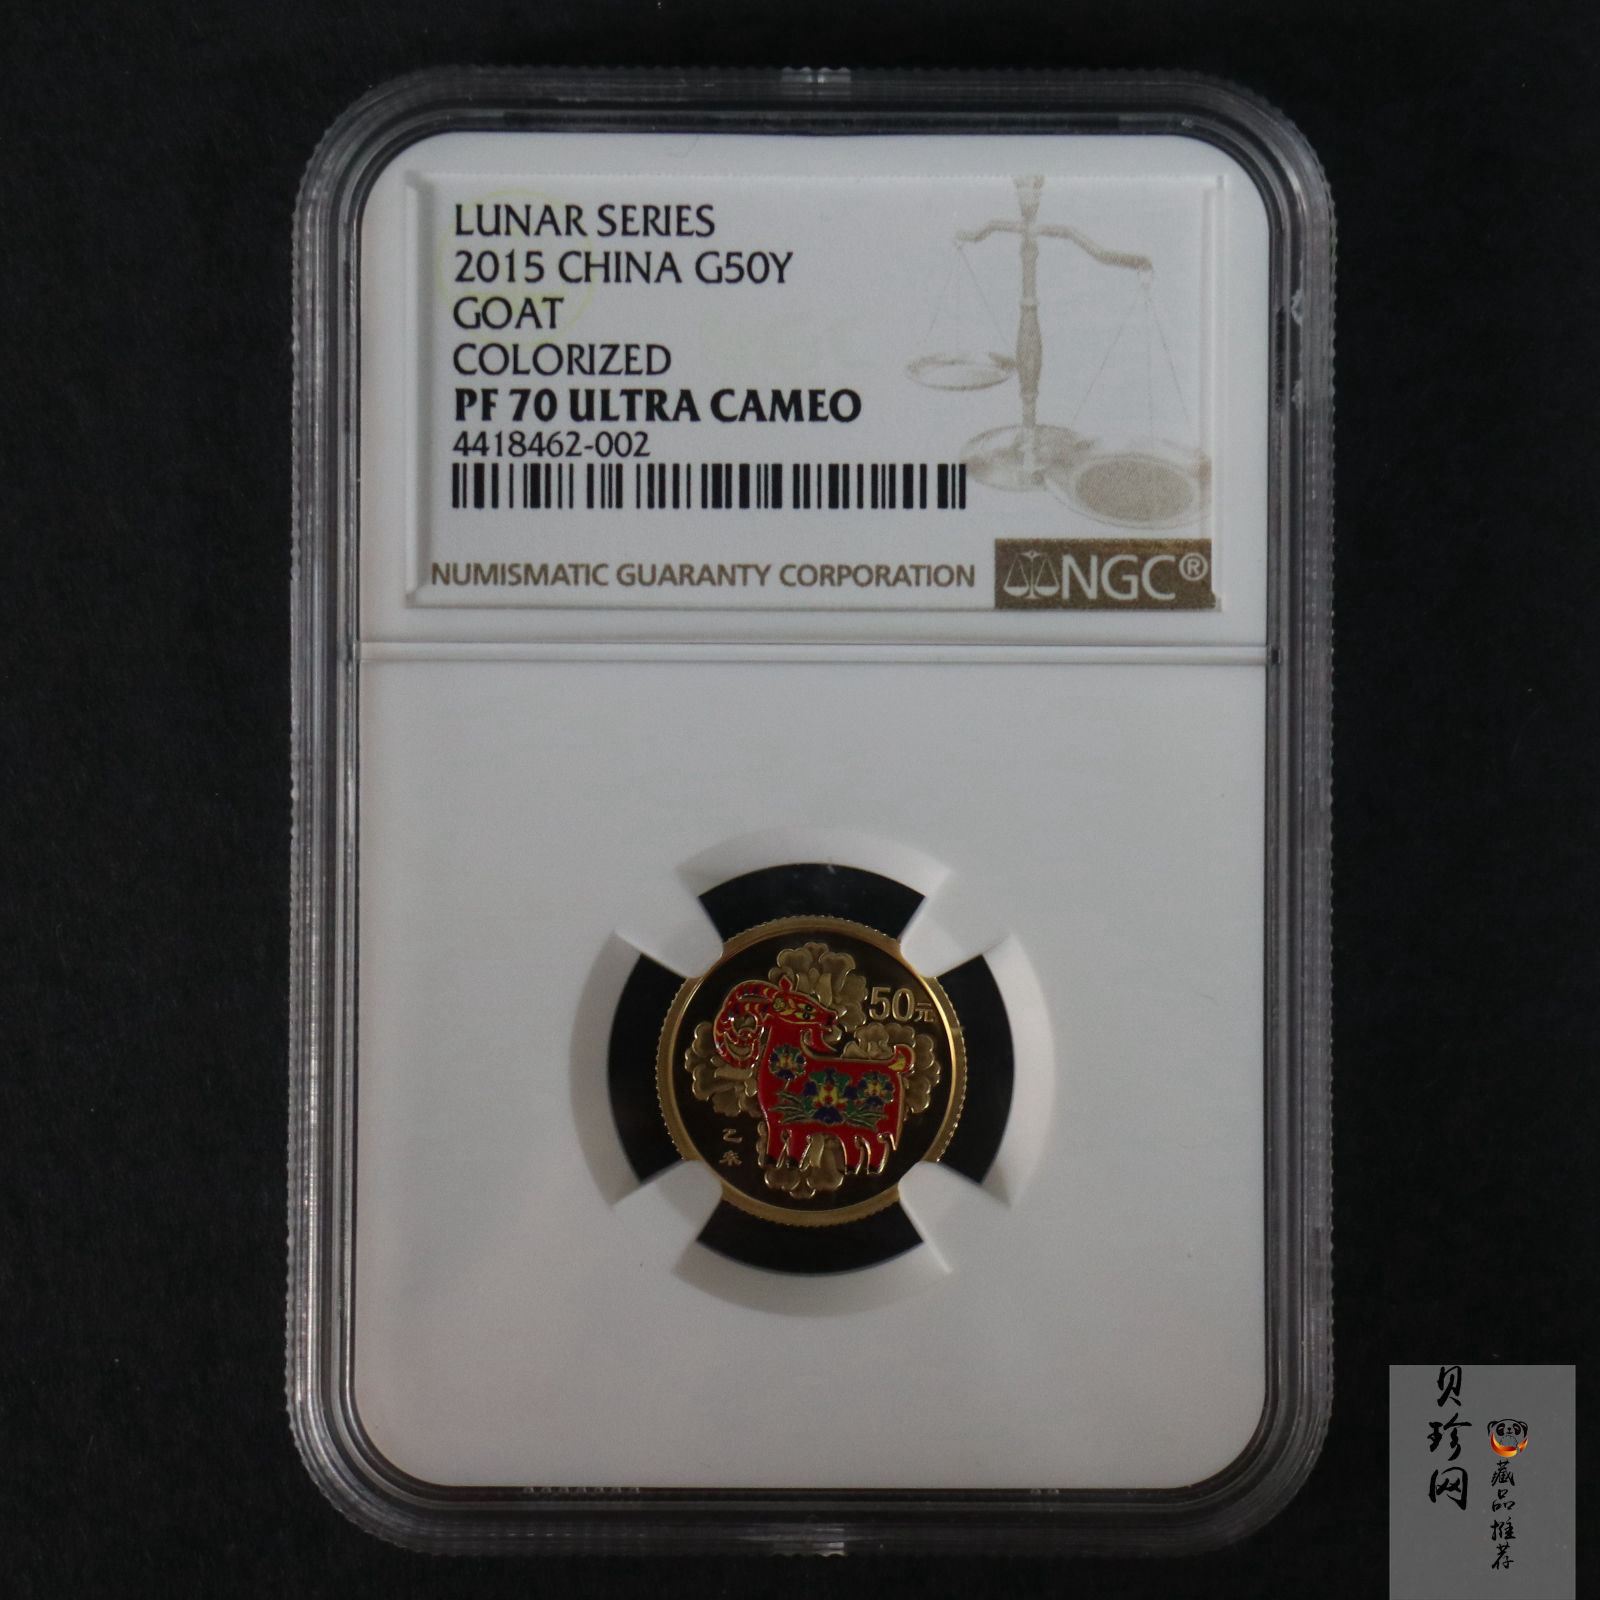 LUNAR SERIES
2015 CHINA G50Y
GOAT
COLORIZED
PF 70 ULTRA CAMEO
4418462-002
NUMISMATIC GUARANTY CORPORATION
NGC®
50元
乙
未
贝珍网
藏品推荐